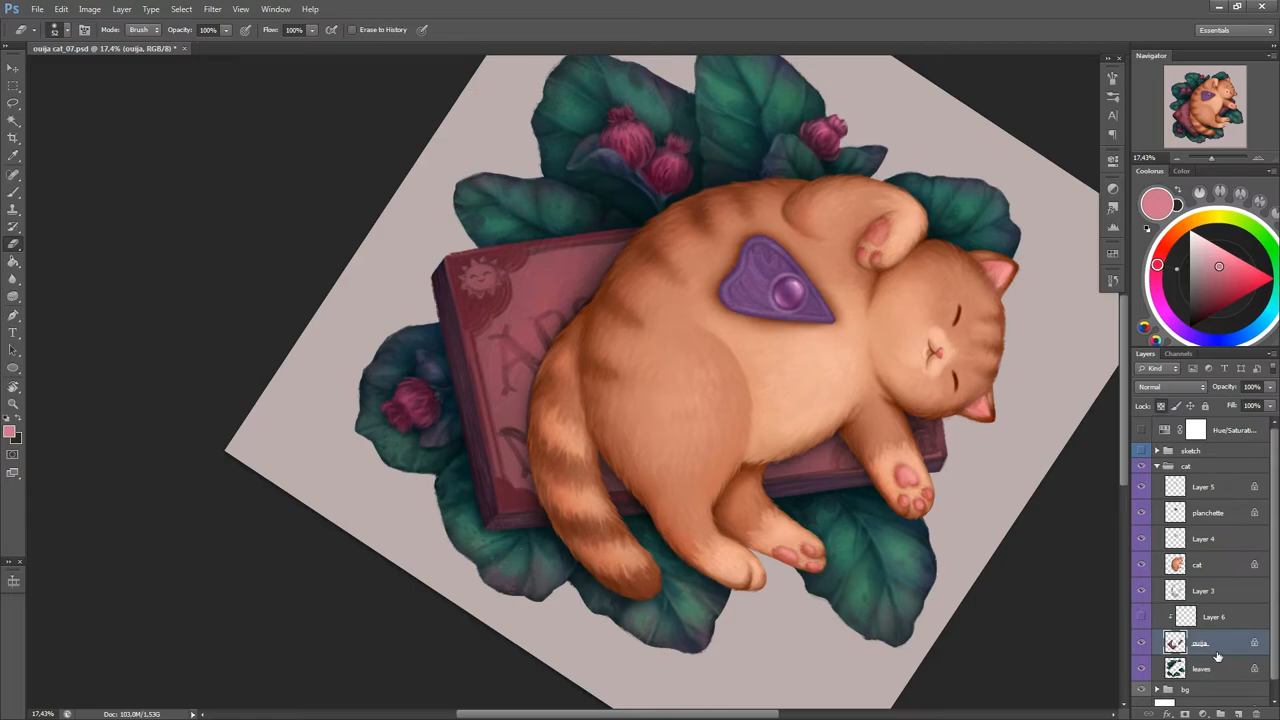 Ps File Edit Image Layer Type Select Filter View Window Help
52 Mode: Brush Opacity: 100% Flow: 100% Erase to History Essentials
ouija cat_07.psd @ 17,4% (ouija, RGB/8) * ×
Navigator
17,43%
Coolorus Color
Layers Channels
Kind
Normal Opacity: 100%
Lock: Fill: 100%
Hue/Saturati...
sketch
cat
Layer 5
planchette
Layer 4
cat
Layer 3
Layer 6
ouija
leaves
bg
17,43% Doc: 103,0M/1,53G